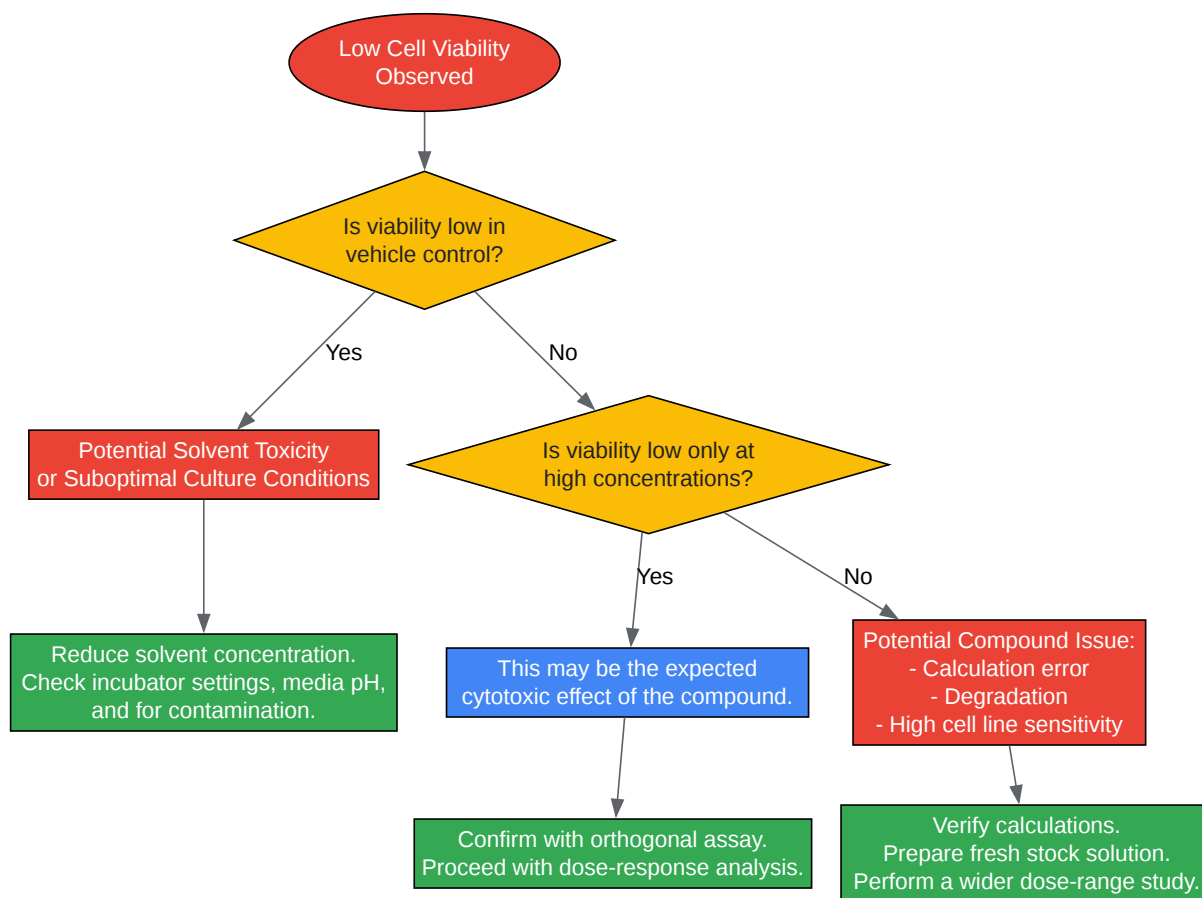 Low Cell Viability
Observed
Is viability low in
vehicle control?
Yes
No
Potential Solvent Toxicity
or Suboptimal Culture Conditions
Is viability low only at
high concentrations?
Yes
No
Reduce solvent concentration.
Check incubator settings, media pH,
and for contamination.
This may be the expected
cytotoxic effect of the compound.
Potential Compound Issue:
- Calculation error
- Degradation
- High cell line sensitivity
Confirm with orthogonal assay.
Proceed with dose-response analysis.
Verify calculations.
Prepare fresh stock solution.
Perform a wider dose-range study.